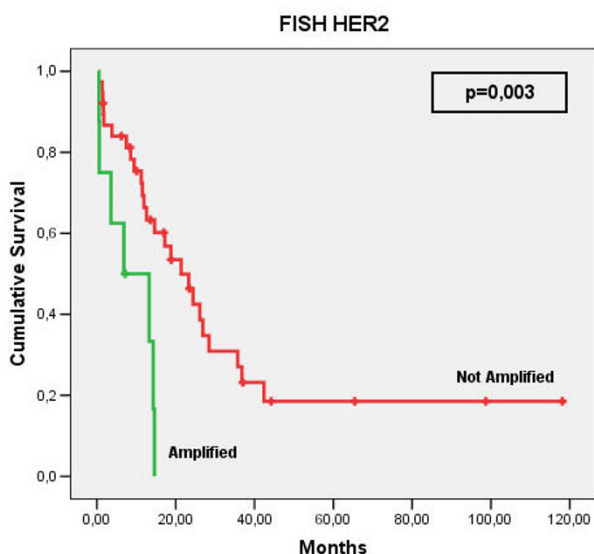 FISH HER2
p=0,003
Cumulative Survival
1,0
0,8
0,6
0,4
0,2
0,0
Not Amplified
Amplified
0,00 20,00 40,00 60,00 80,00 100,00 120,00
Months